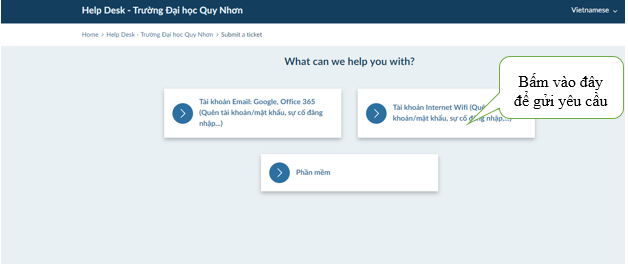 Help Desk - Trường Đại học Quy Nhơn
Vietnamese
Home > Help Desk - Trường Đại học Quy Nhơn > Submit a ticket
What can we help you with?
Tài khoản Email: Google, Office 365
(Quên tài khoản/mật khẩu, sự cố đăng
nhập...)
Tài khoản Internet Wifi (Quê
khoản/mật khẩu, sự cố đăng nhập,...)
Bấm vào đây
để gửi yêu cầu
Phần mềm